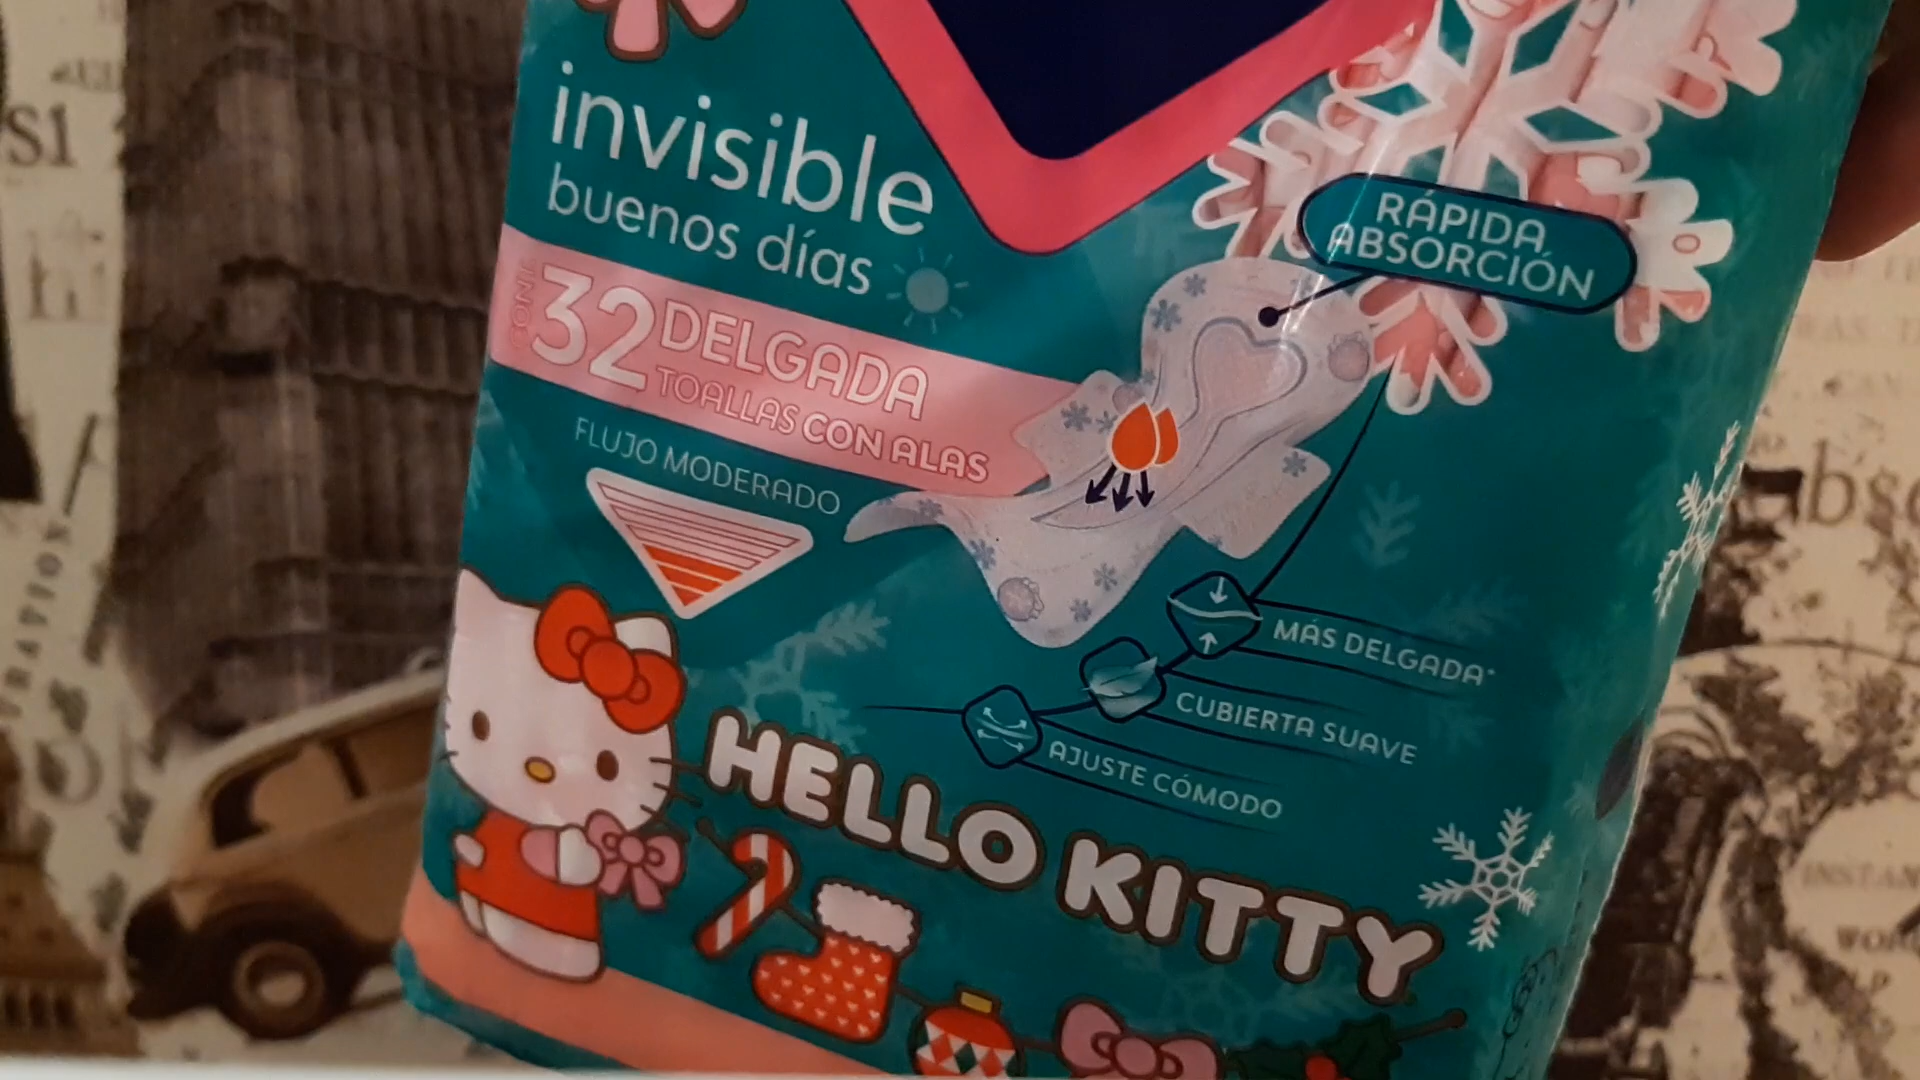 invisible
buenos días
CONTIENE
32 DELGADA
TOALLAS CON ALAS
FLUJO MODERADO
RÁPIDA
ABSORCIÓN
MÁS DELGADA*
CUBIERTA SUAVE
AJUSTE CÓMODO
HELLO KITTY